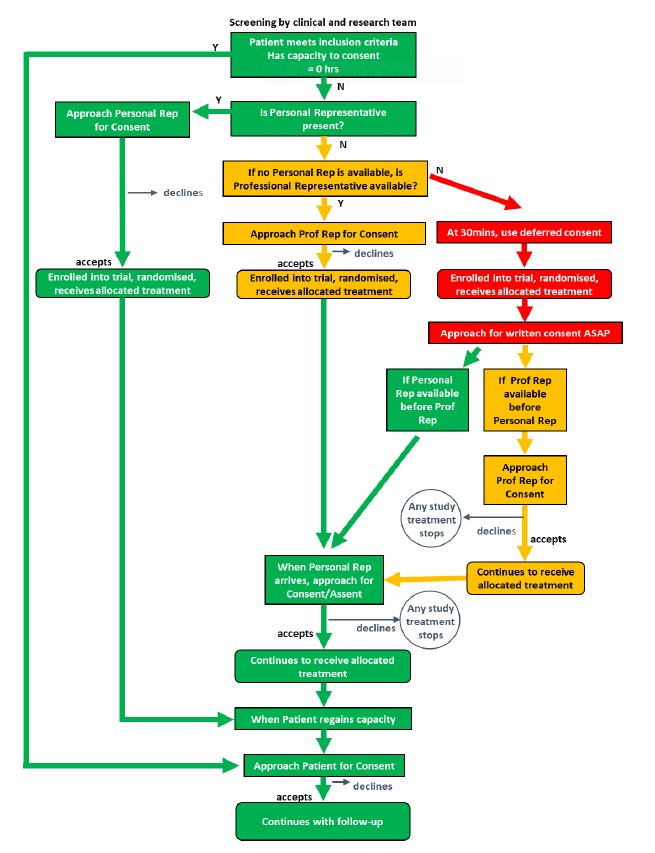 Screening by clinical and research team
Y
Patient meets inclusion criteria
Has capacity to consent
= 0 hrs
N
Y
Approach Personal Rep
for Consent
Is Personal Representative
present?
N
If no Personal Rep is available, is
Professional Representative available?
N
declines
Y
Approach Prof Rep for Consent
At 30mins, use deferred consent
declines
accepts
accepts
Enrolled into trial, randomised,
receives allocated treatment
Enrolled into trial, randomised,
receives allocated treatment
Enrolled into trial, randomised,
receives allocated treatment
Approach for written consent ASAP
If Personal
Rep available
before Prof
Rep
If Prof Rep
available
before
Personal Rep
Approach
Prof Rep for
Consent
Any study
treatment
stops
declines
accepts
When Personal Rep
arrives, approach for
Consent/Assent
Continues to receive
allocated treatment
Any study
treatment
stops
declines
accepts
Continues to receive allocated
treatment
When Patient regains capacity
Approach Patient for Consent
declines
accepts
Continues with follow-up